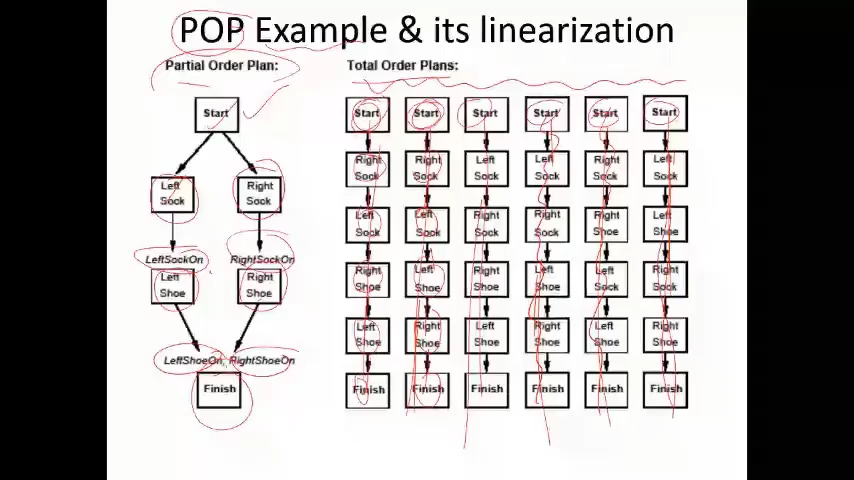 POP Example & its linearization
Partial Order Plan:
Total Order Plans:
Start
Left
Sock
Right
Sock
LeftSockOn
RightSockOn
Left
Shoe
Right
Shoe
LeftShoeOn, RightShoeOn
Finish
Start
Right
Sock
Left
Sock
Right
Shoe
Left
Shoe
Finish
Start
Right
Sock
Left
Sock
Left
Shoe
Right
Shoe
Finish
Start
Left
Sock
Right
Sock
Right
Shoe
Left
Shoe
Finish
Start
Left
Sock
Right
Sock
Left
Shoe
Right
Shoe
Finish
Start
Right
Sock
Right
Shoe
Left
Sock
Left
Shoe
Finish
Start
Left
Sock
Left
Shoe
Right
Sock
Right
Shoe
Finish